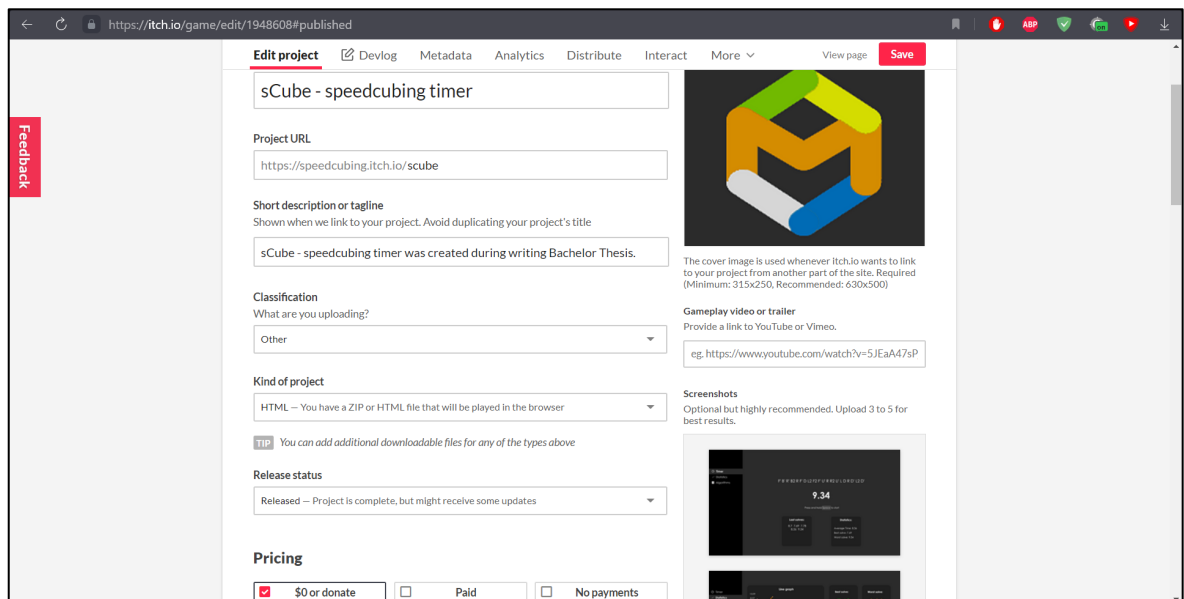 https://itch.io/game/edit/1948608#published
ABP
on
Edit project Devlog Metadata Analytics Distribute Interact More View page Save
Feedback
sCube - speedcubing timer
Project URL
https://speedcubing.itch.io/scube
Short description or tagline
Shown when we link to your project. Avoid duplicating your project's title
sCube - speedcubing timer was created during writing Bachelor Thesis.
Classification
What are you uploading?
Other
Kind of project
HTML — You have a ZIP or HTML file that will be played in the browser
TIP You can add additional downloadable files for any of the types above
Release status
Released — Project is complete, but might receive some updates
Pricing
$0 or donate Paid No payments
The cover image is used whenever itch.io wants to link
to your project from another part of the site. Required
(Minimum: 315x250, Recommended: 630x500)
Gameplay video or trailer
Provide a link to YouTube or Vimeo.
eg. https://www.youtube.com/watch?v=5JEaA47sP
Screenshots
Optional but highly recommended. Upload 3 to 5 for
best results.
9.34